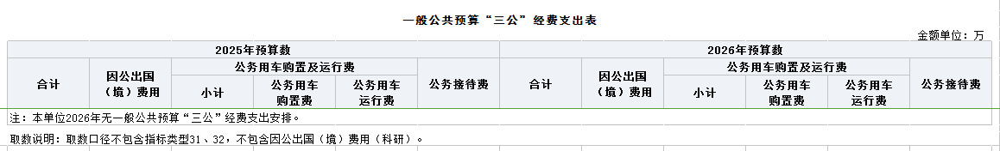 一般公共预算“三公”经费支出表
金额单位：万
2025年预算数 2026年预算数
合计 因公出国（境）费用 公务用车购置及运行费 公务接待费 合计 因公出国（境）费用 公务用车购置及运行费 公务接待费
小计 公务用车购置费 公务用车运行费 小计 公务用车购置费 公务用车运行费
注：本单位2026年无一般公共预算“三公”经费支出安排。
取数说明：取数口径不包含指标类型31、32，不包含因公出国（境）费用（科研）。